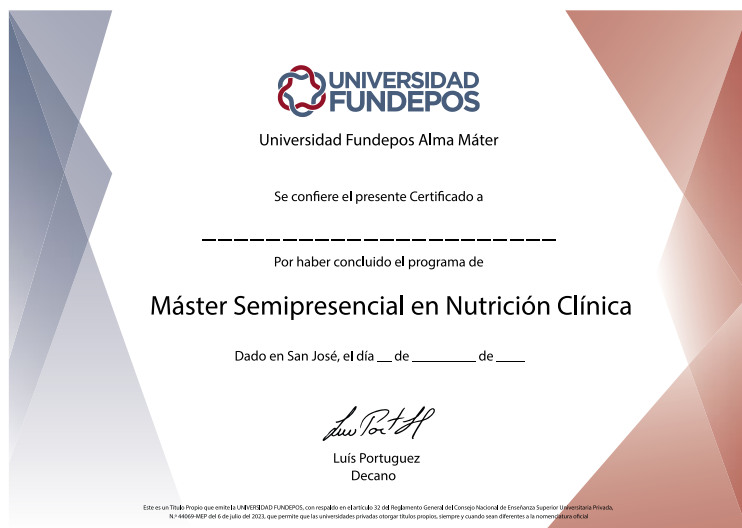 UNIVERSIDAD
FUNDEPOS
Universidad Fundepos Alma Máter
Se confiere el presente Certificado a
Por haber concluido el programa de
Máster Semipresencial en Nutrición Clínica
Dado en San José, el día __ de ________ de ____
Luís Portuguez
Decano
Este es un Título Propio que emite la UNIVERSIDAD FUNDEPOS, con respaldo en el artículo 32 del Reglamento General del Consejo Nacional de Enseñanza Superior Universitaria Privada,
N.º 44069-MEP del 6 de julio del 2023, que permite que las universidades privadas otorgar títulos propios, siempre y cuando sean diferentes a la nomenclatura oficial